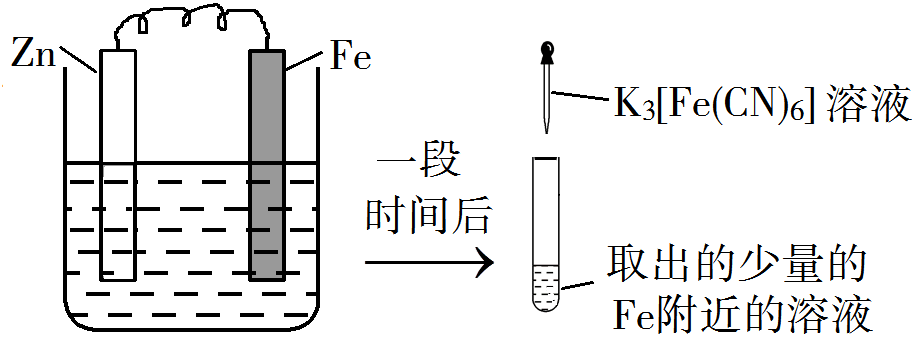 Zn
Fe
一段
时间后
K3[Fe(CN)6] 溶液
取出的少量的
Fe附近的溶液